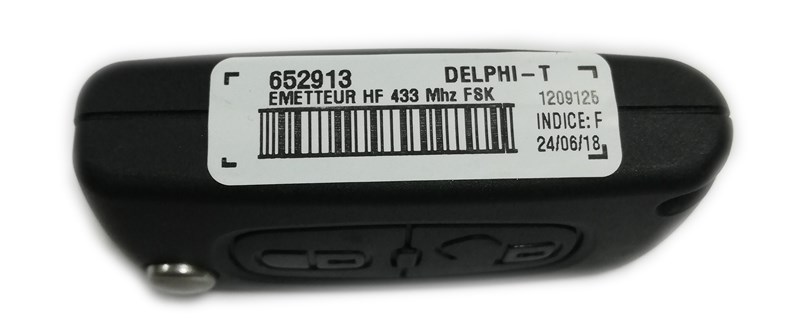 652913 DELPHI-T
EMETTEUR HF 433 Mhz FSK 1209125
INDICE: F
24/06/18